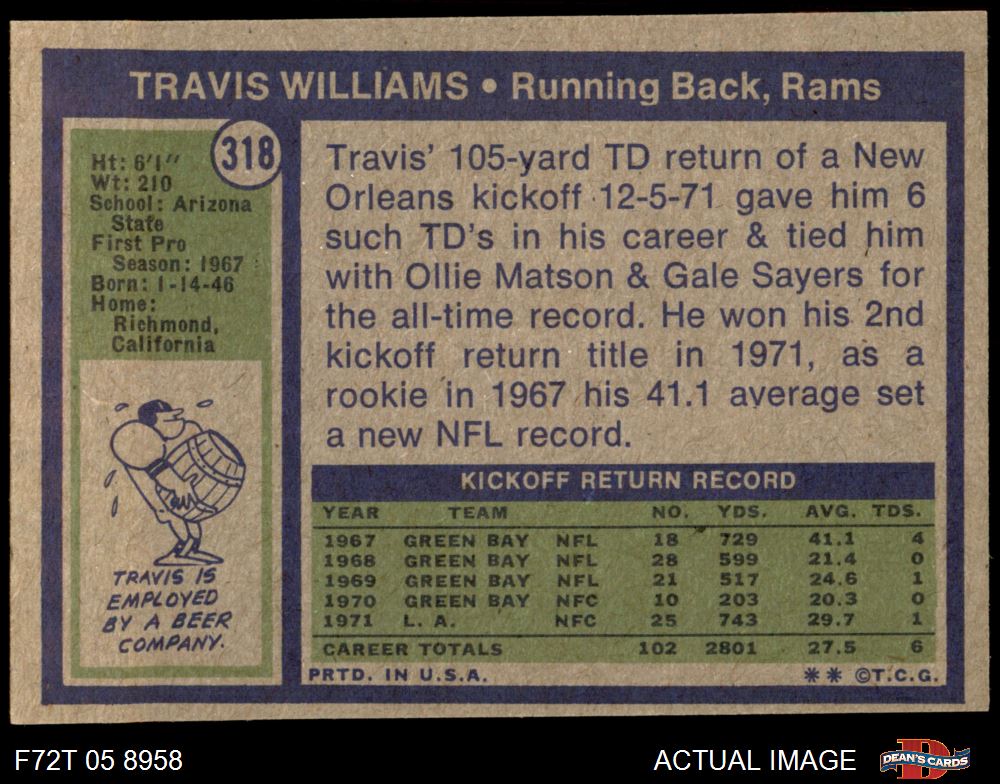 TRAVIS WILLIAMS • Running Back, Rams
318
Ht: 6'1"
Wt: 210
School: Arizona
State
First Pro
Season: 1967
Born: 1-14-46
Home:
Richmond,
California
TRAVIS IS
EMPLOYED
BY A BEER
COMPANY.
Travis' 105-yard TD return of a New
Orleans kickoff 12-5-71 gave him 6
such TD's in his career & tied him
with Ollie Matson & Gale Sayers for
the all-time record. He won his 2nd
kickoff return title in 1971, as a
rookie in 1967 his 41.1 average set
a new NFL record.
KICKOFF RETURN RECORD
YEAR TEAM NO. YDS. AVG. TDS.
1967 GREEN BAY NFL 18 729 41.1 4
1968 GREEN BAY NFL 28 599 21.4 0
1969 GREEN BAY NFL 21 517 24.6 1
1970 GREEN BAY NFC 10 203 20.3 0
1971 L. A. NFC 25 743 29.7 1
CAREER TOTALS 102 2801 27.5 6
PRTD. IN U.S.A. ** ©T.C.G.
F72T 05 8958 ACTUAL IMAGE
D
DEAN'S CARDS